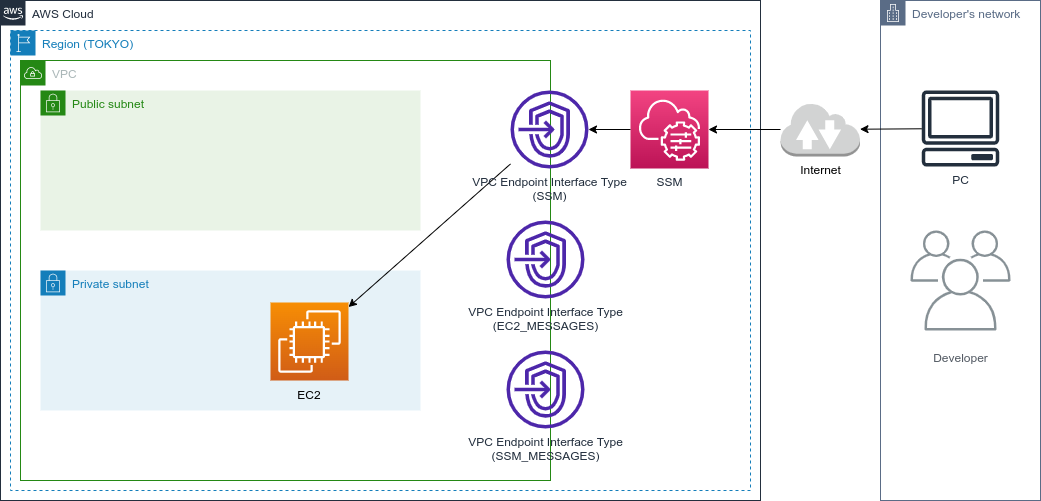 aws
AWS Cloud
Developer's network
Region (TOKYO)
VPC
Public subnet
VPC Endpoint Interface Type
(SSM)
SSM
Internet
PC
Private subnet
VPC Endpoint Interface Type
(EC2_MESSAGES)
EC2
Developer
VPC Endpoint Interface Type
(SSM_MESSAGES)